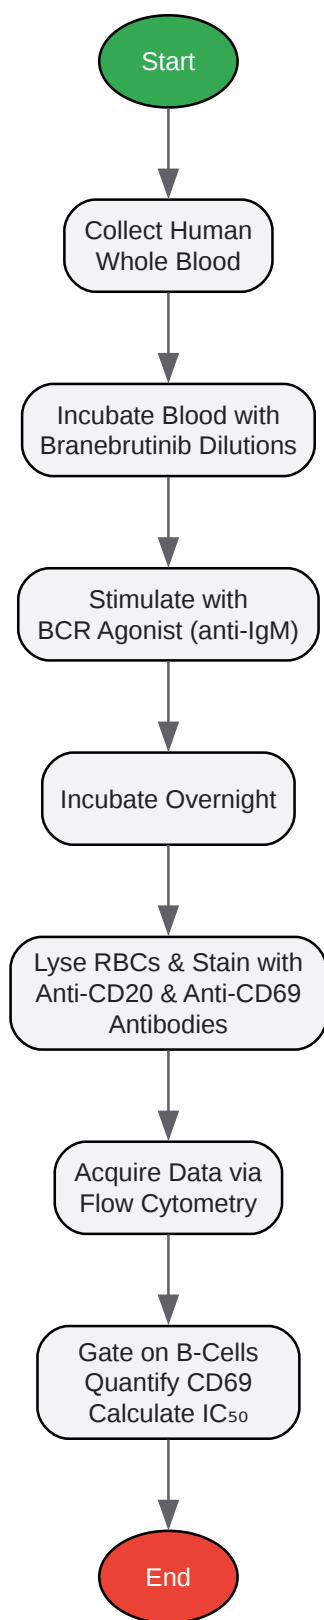 Start
Collect Human
Whole Blood
Incubate Blood with
Branebrutinib Dilutions
Stimulate with
BCR Agonist (anti-IgM)
Incubate Overnight
Lyse RBCs & Stain with
Anti-CD20 & Anti-CD69
Antibodies
Acquire Data via
Flow Cytometry
Gate on B-Cells
Quantify CD69
Calculate IC₅₀
End